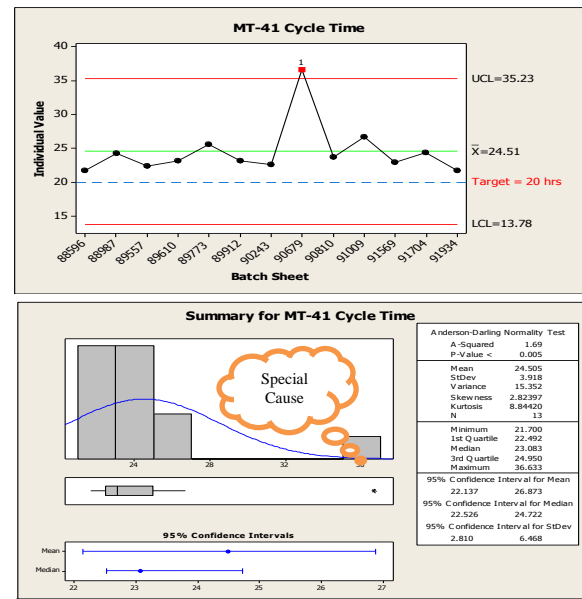 MT-41 Cycle Time
40
35
30
25
20
15
Individual Value
1
UCL=35.23
X=24.51
Target = 20 hrs
LCL=13.78
88596 88987 89557 89610 89773 89912 90243 90679 90810 91009 91569 91704 91934
Batch Sheet
Summary for MT-41 Cycle Time
Special
Cause
24 28 32 36
95% Confidence Intervals
Mean
Median
22 23 24 25 26 27
Anderson-Darling Normality Test
A-Squared 1.69
P-Value < 0.005
Mean 24.505
StDev 3.918
Variance 15.352
Skewness 2.82397
Kurtosis 8.84420
N 13
Minimum 21.700
1st Quartile 22.492
Median 23.083
3rd Quartile 24.950
Maximum 36.633
95% Confidence Interval for Mean
22.137 26.873
95% Confidence Interval for Median
22.526 24.722
95% Confidence Interval for StDev
2.810 6.468